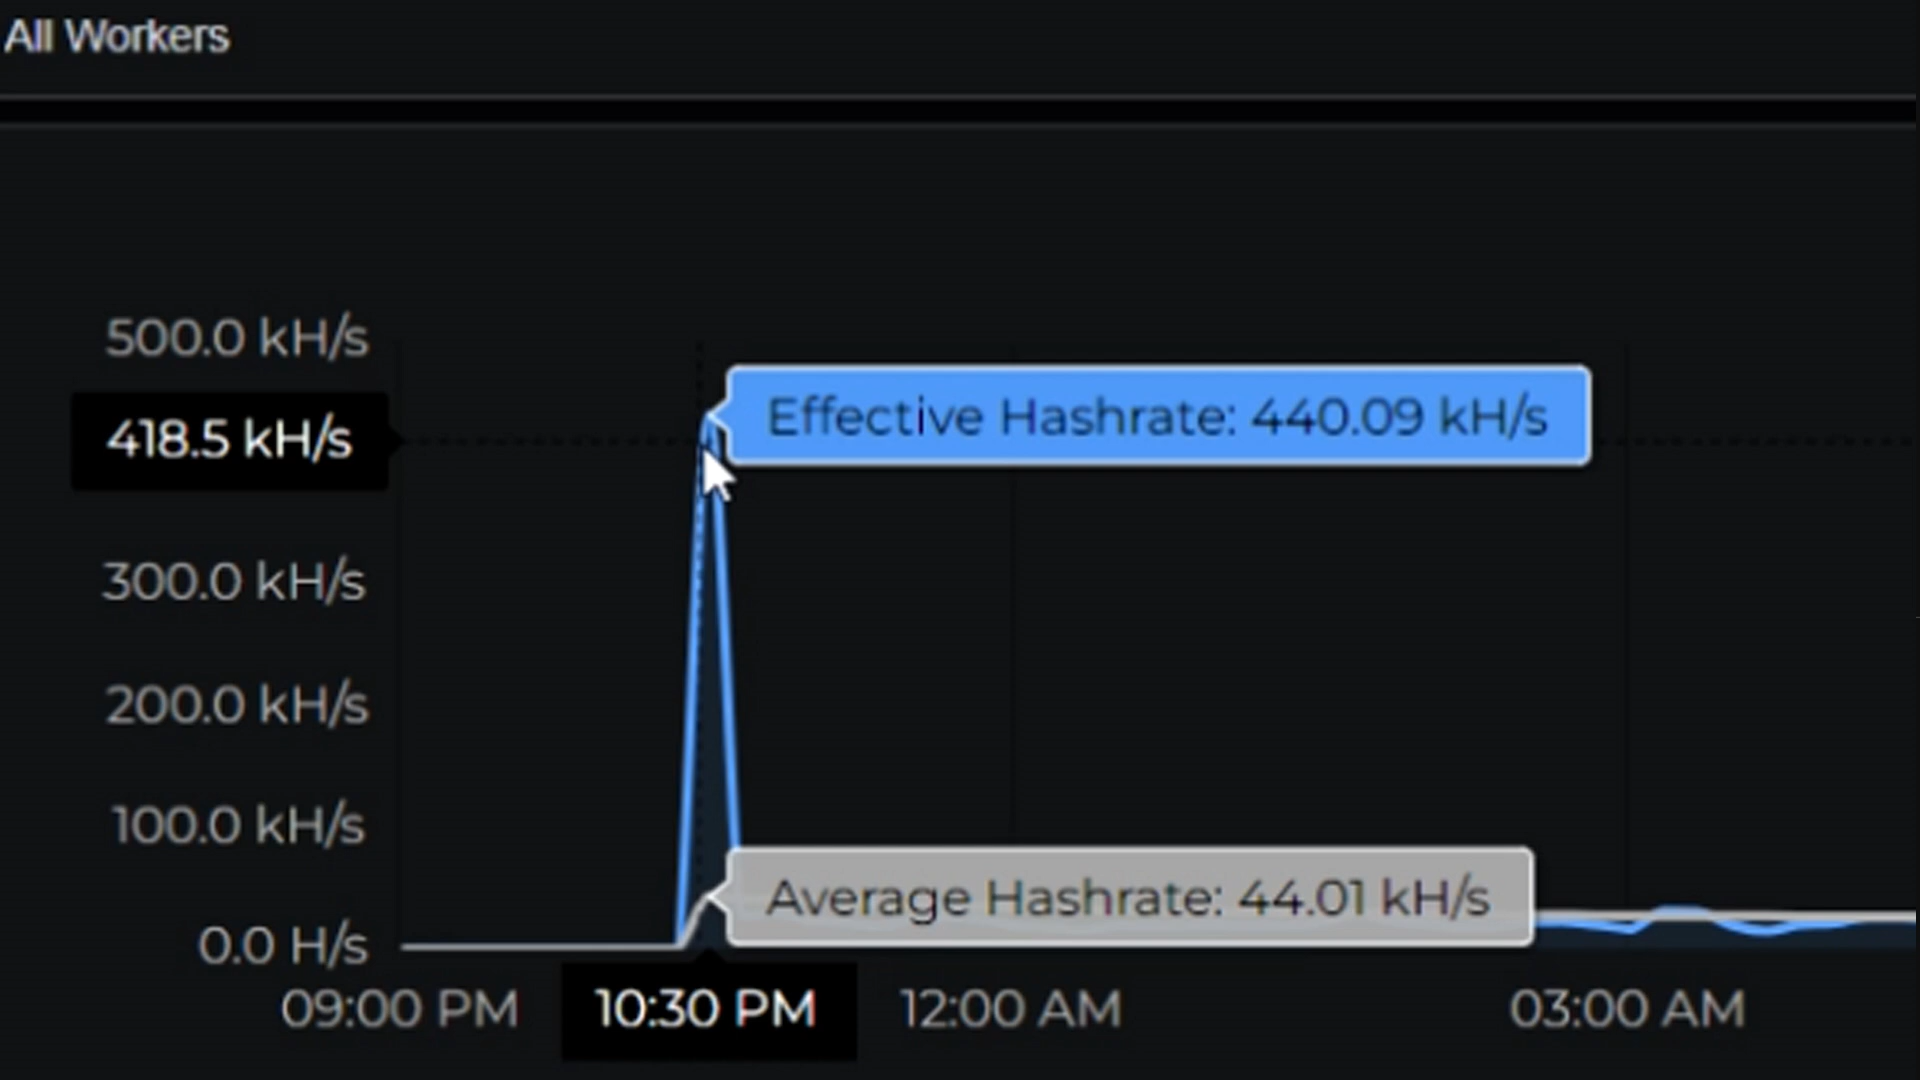 All Workers
500.0 kH/s
Effective Hashrate: 440.09 kH/s
418.5 kH/s
300.0 kH/s
200.0 kH/s
100.0 kH/s
Average Hashrate: 44.01 kH/s
0.0 H/s
09:00 PM 10:30 PM 12:00 AM 03:00 AM